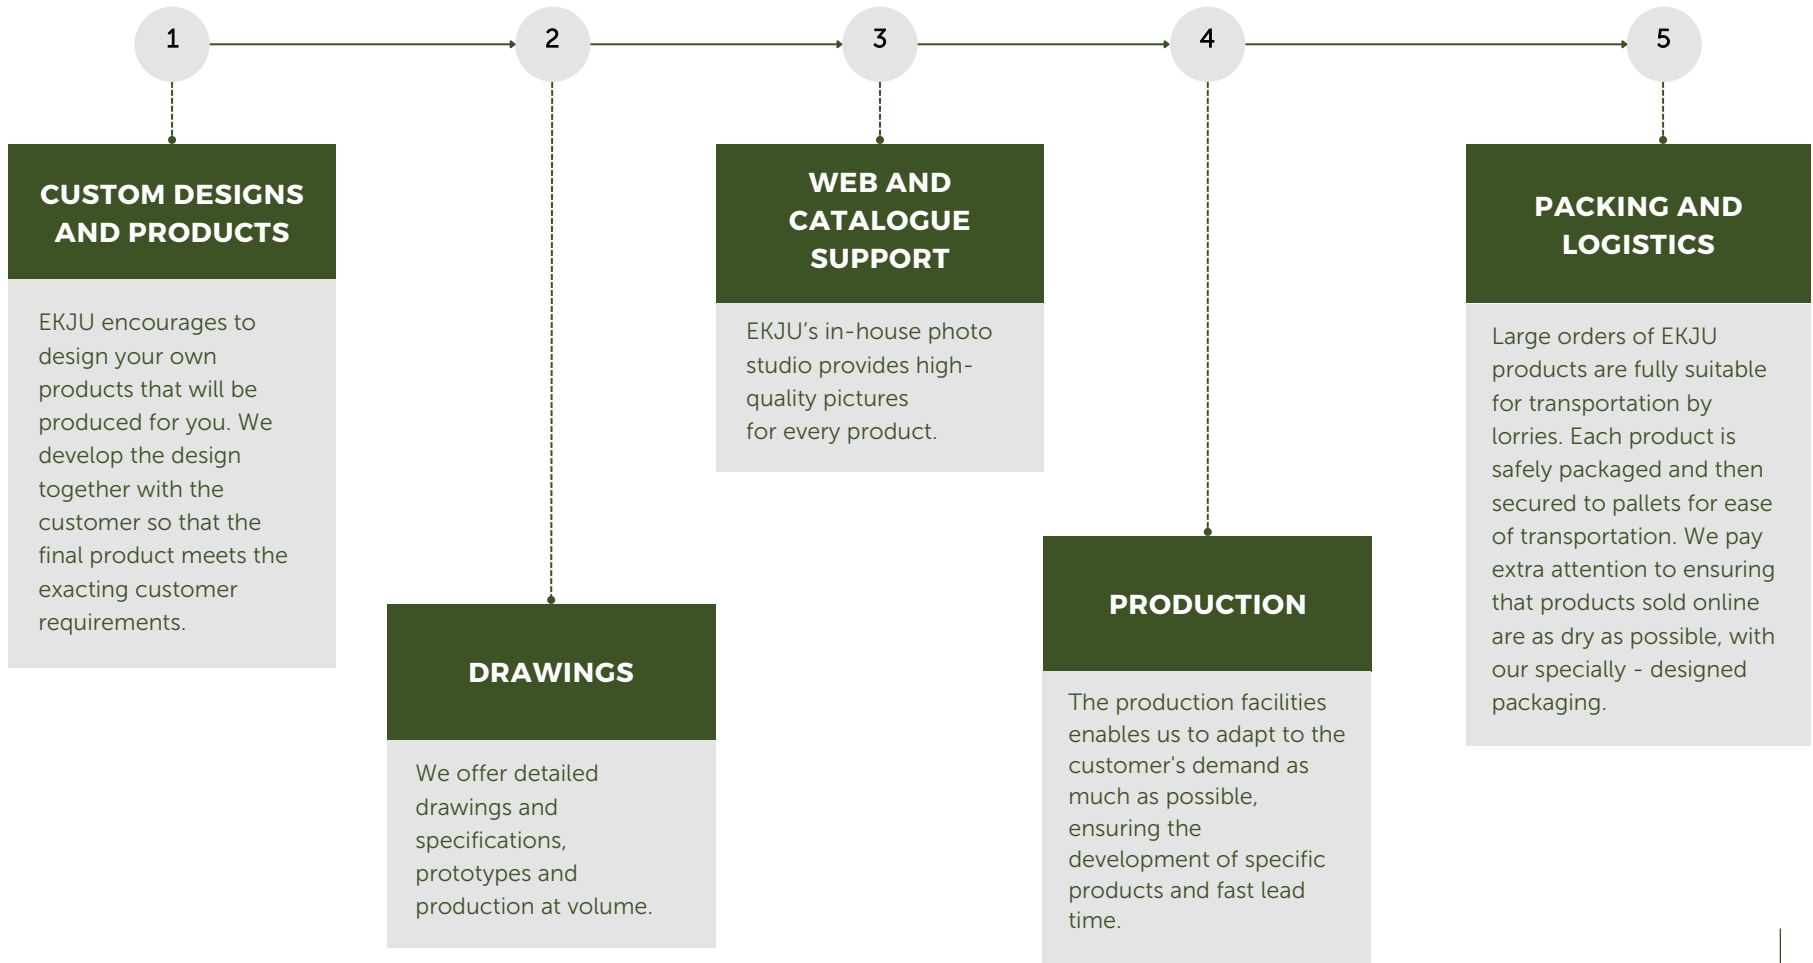 1
2
3
4
5
CUSTOM DESIGNS
AND PRODUCTS
EKJU encourages to
design your own
products that will be
produced for you. We
develop the design
together with the
customer so that the
final product meets the
exacting customer
requirements.
DRAWINGS
We offer detailed
drawings and
specifications,
prototypes and
production at volume.
WEB AND
CATALOGUE
SUPPORT
EKJU’s in-house photo
studio provides high-
quality pictures
for every product.
PRODUCTION
The production facilities
enables us to adapt to the
customer's demand as
much as possible,
ensuring the
development of specific
products and fast lead
time.
PACKING AND
LOGISTICS
Large orders of EKJU
products are fully suitable
for transportation by
lorries. Each product is
safely packaged and then
secured to pallets for ease
of transportation. We pay
extra attention to ensuring
that products sold online
are as dry as possible, with
our specially - designed
packaging.